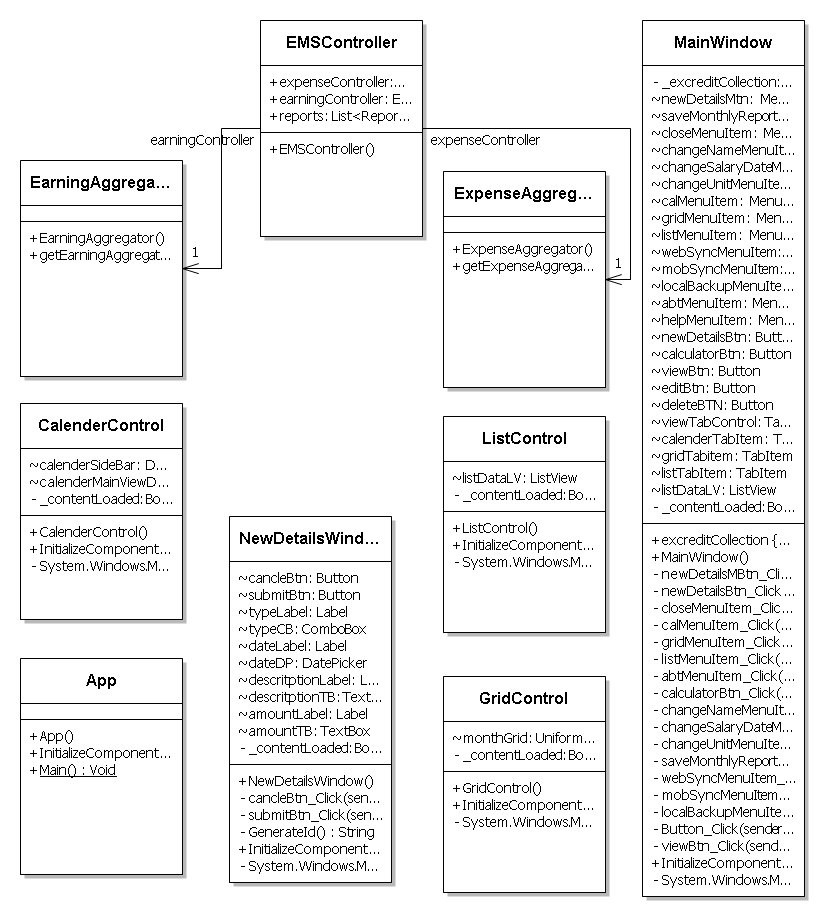 EMSController
+expenseController:...
+earningController: E...
+reports: List<Repor...
+EMSController()
earningController
expenseController
1
1
EarningAggrega...
+EarningAggregator()
+getEarningAggregat...
ExpenseAggreg...
+ExpenseAggregator()
+getExpenseAggrega...
CalenderControl
~calenderSideBar: D...
~calenderMainViewD...
- _contentLoaded:Bo...
+CalenderControl()
+InitializeComponent...
-System.Windows.M...
ListControl
~listDataLV: ListView
- _contentLoaded:Bo...
+ListControl()
+InitializeComponent...
-System.Windows.M...
NewDetailsWind...
~cancleBtn: Button
~submitBtn: Button
~typeLabel: Label
~typeCB: ComboBox
~dateLabel: Label
~dateDP: DatePicker
~descritptionLabel: L...
~descritptionTB: Text...
~amountLabel: Label
~amountTB: TextBox
- _contentLoaded:Bo...
+NewDetailsWindow()
- cancleBtn_Click(sen...
- submitBtn_Click(sen...
- GenerateId() : String
+InitializeComponent...
- System.Windows.M...
App
+App()
+InitializeComponent...
+Main() : Void
GridControl
~monthGrid: Uniform...
- _contentLoaded:Bo...
+GridControl()
+InitializeComponent...
-System.Windows.M...
MainWindow
- _excreditCollection:...
~newDetailsMtn: Me...
~saveMonthlyReport...
~closeMenuItem: Me...
~changeNameMenuIt...
~changeSalaryDateM...
~changeUnitMenuIte...
~calMenuItem: Menu...
~gridMenuItem: Men...
~listMenuItem: Menu...
~webSyncMenuItem:...
~mobSyncMenuItem:...
~localBackupMenuIte...
~abtMenuItem: Men...
~helpMenuItem: Men...
~newDetailsBtn: Butt...
~calculatorBtn: Button
~viewBtn: Button
~editBtn: Button
~deleteBTN: Button
~viewTabControl: Ta...
~calenderTabItem: T...
~gridTabitem: TabItem
~listTabItem: TabItem
~listDataLV: ListView
- _contentLoaded:Bo...
+excreditCollection {...
+MainWindow()
- newDetailsMBtn_Cli...
- newDetailsBtn_Click...
- closeMenuItem_Clic...
- calMenuItem_Click(...
- gridMenuItem_Click...
- listMenuItem_Click(...
- abtMenuItem_Click(...
- calculatorBtn_Click(...
- changeNameMenuIt...
- changeSalaryDateM...
- changeUnitMenuIte...
- saveMonthlyReport...
- webSyncMenuItem_...
- mobSyncMenuItem...
- localBackupMenuIte...
- Button_Click(sender...
- viewBtn_Click(send...
+InitializeComponent...
- System.Windows.M...